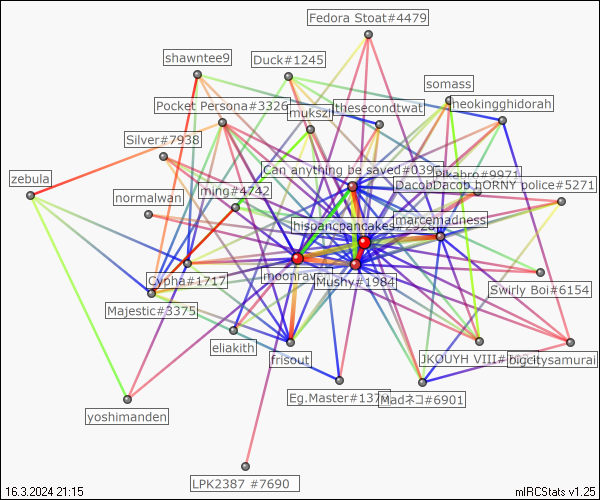 Fedora Stoat#4479
shawntee9
Duck#1245
somass
Pocket Persona#3326
mukszi
thesecondtwat
neokingghidorah
Silver#7938
zebula
Can anything be saved#039
Pikabro#9971
ming#4742
DacobDacob hORNY police#5271
normalwan
hispancpancakes
marcemadness
Cypha#1717
moonrav
Mushy#1984
Swirly Boi#6154
Majestic#3375
eliakith
frisout
JKOUYH VIII#
bigcitysamurai
Eg.Master#137
Madネコ#6901
yoshimanden
LPK2387 #7690
16.3.2024 21:15
mIRCStats v1.25